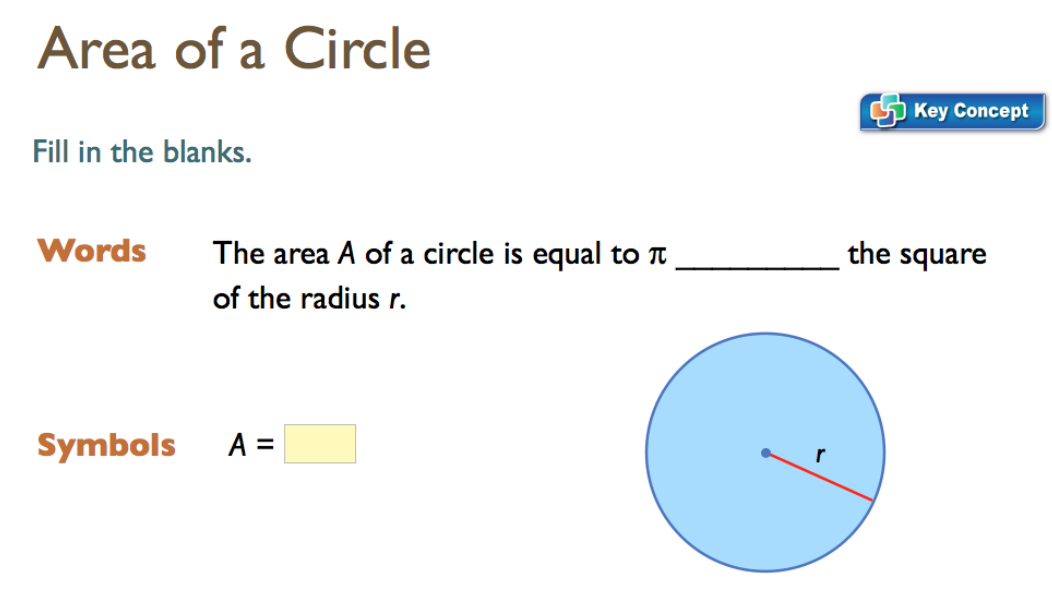 Area of a Circle
Key Concept
Fill in the blanks.
Words The area A of a circle is equal to π _________ the square
of the radius r.
Symbols A =
r